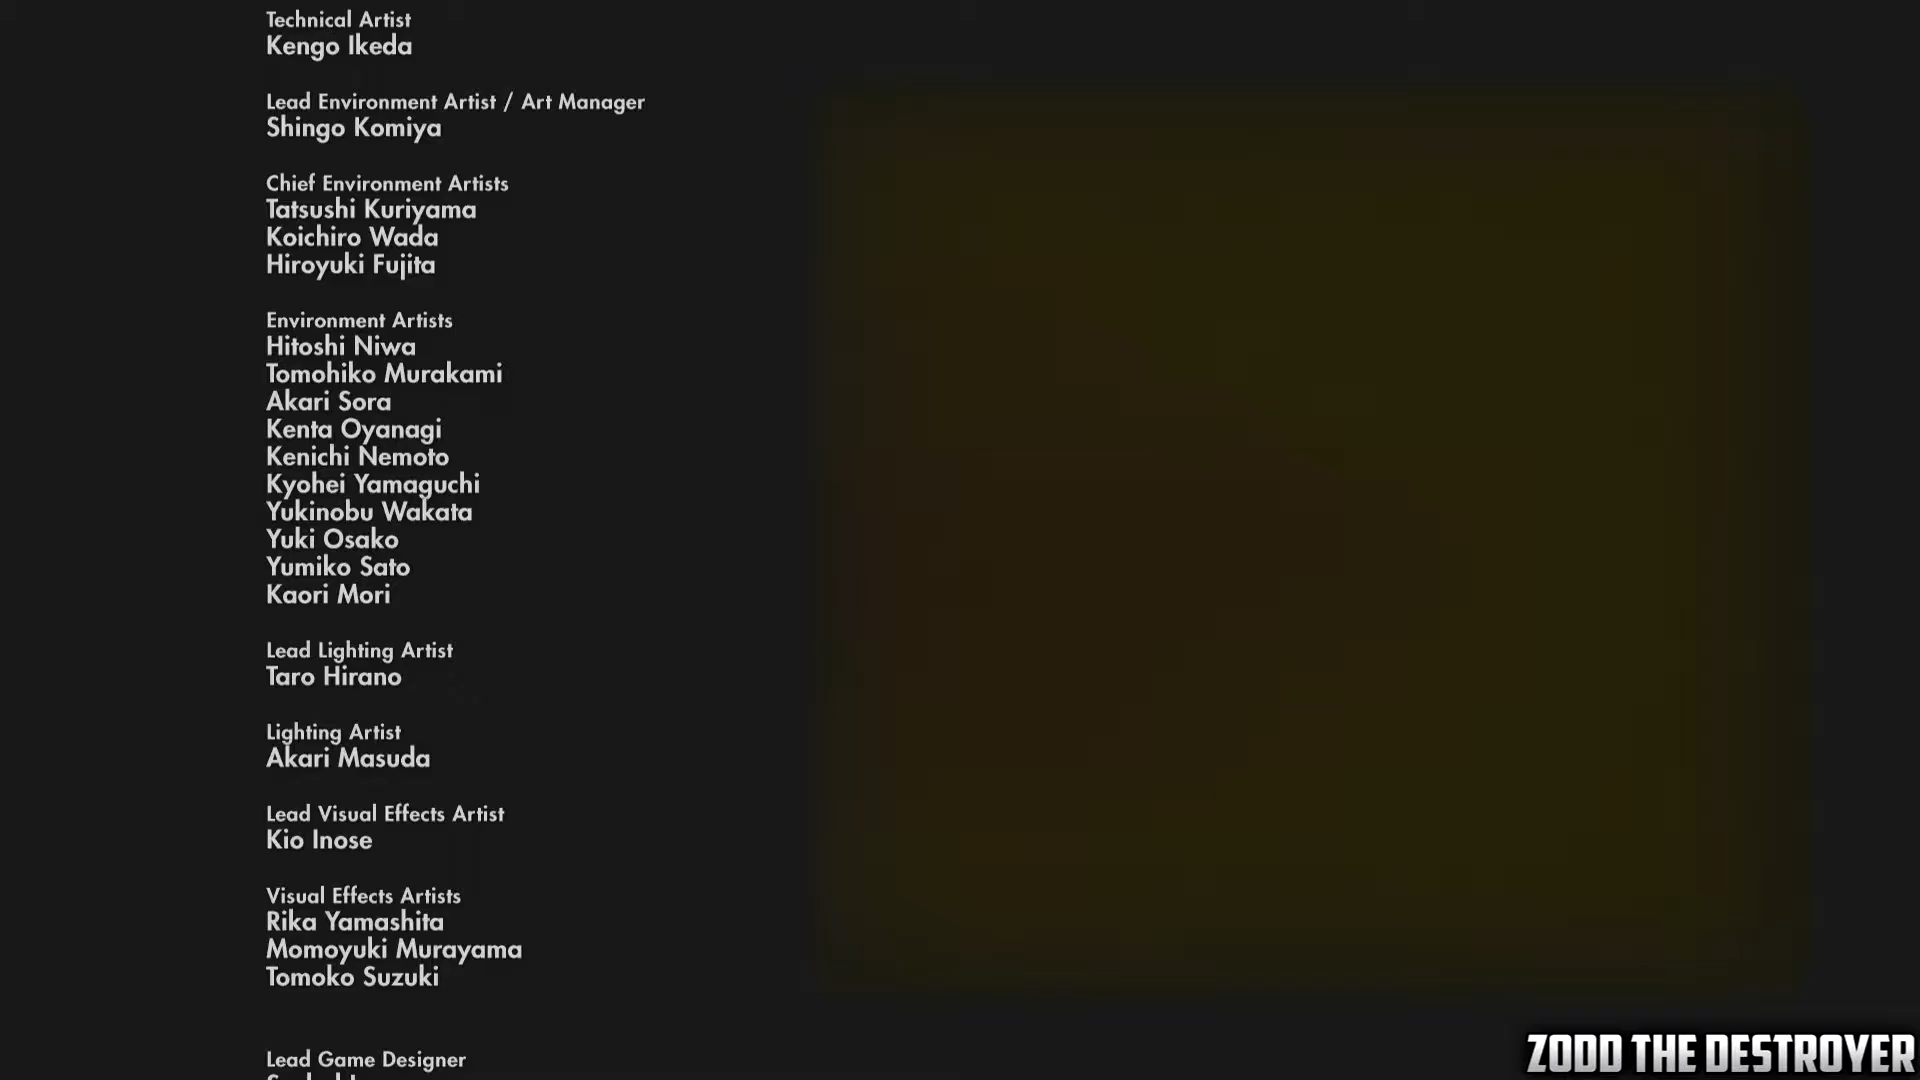 Technical Artist
Kengo Ikeda
Lead Environment Artist / Art Manager
Shingo Komiya
Chief Environment Artists
Tatsushi Kuriyama
Koichiro Wada
Hiroyuki Fujita
Environment Artists
Hitoshi Niwa
Tomohiko Murakami
Akari Sora
Kenta Oyanagi
Kenichi Nemoto
Kyohei Yamaguchi
Yukinobu Wakata
Yuki Osako
Yumiko Sato
Kaori Mori
Lead Lighting Artist
Taro Hirano
Lighting Artist
Akari Masuda
Lead Visual Effects Artist
Kio Inose
Visual Effects Artists
Rika Yamashita
Momoyuki Murayama
Tomoko Suzuki
Lead Game Designer
ZODD THE DESTROYER